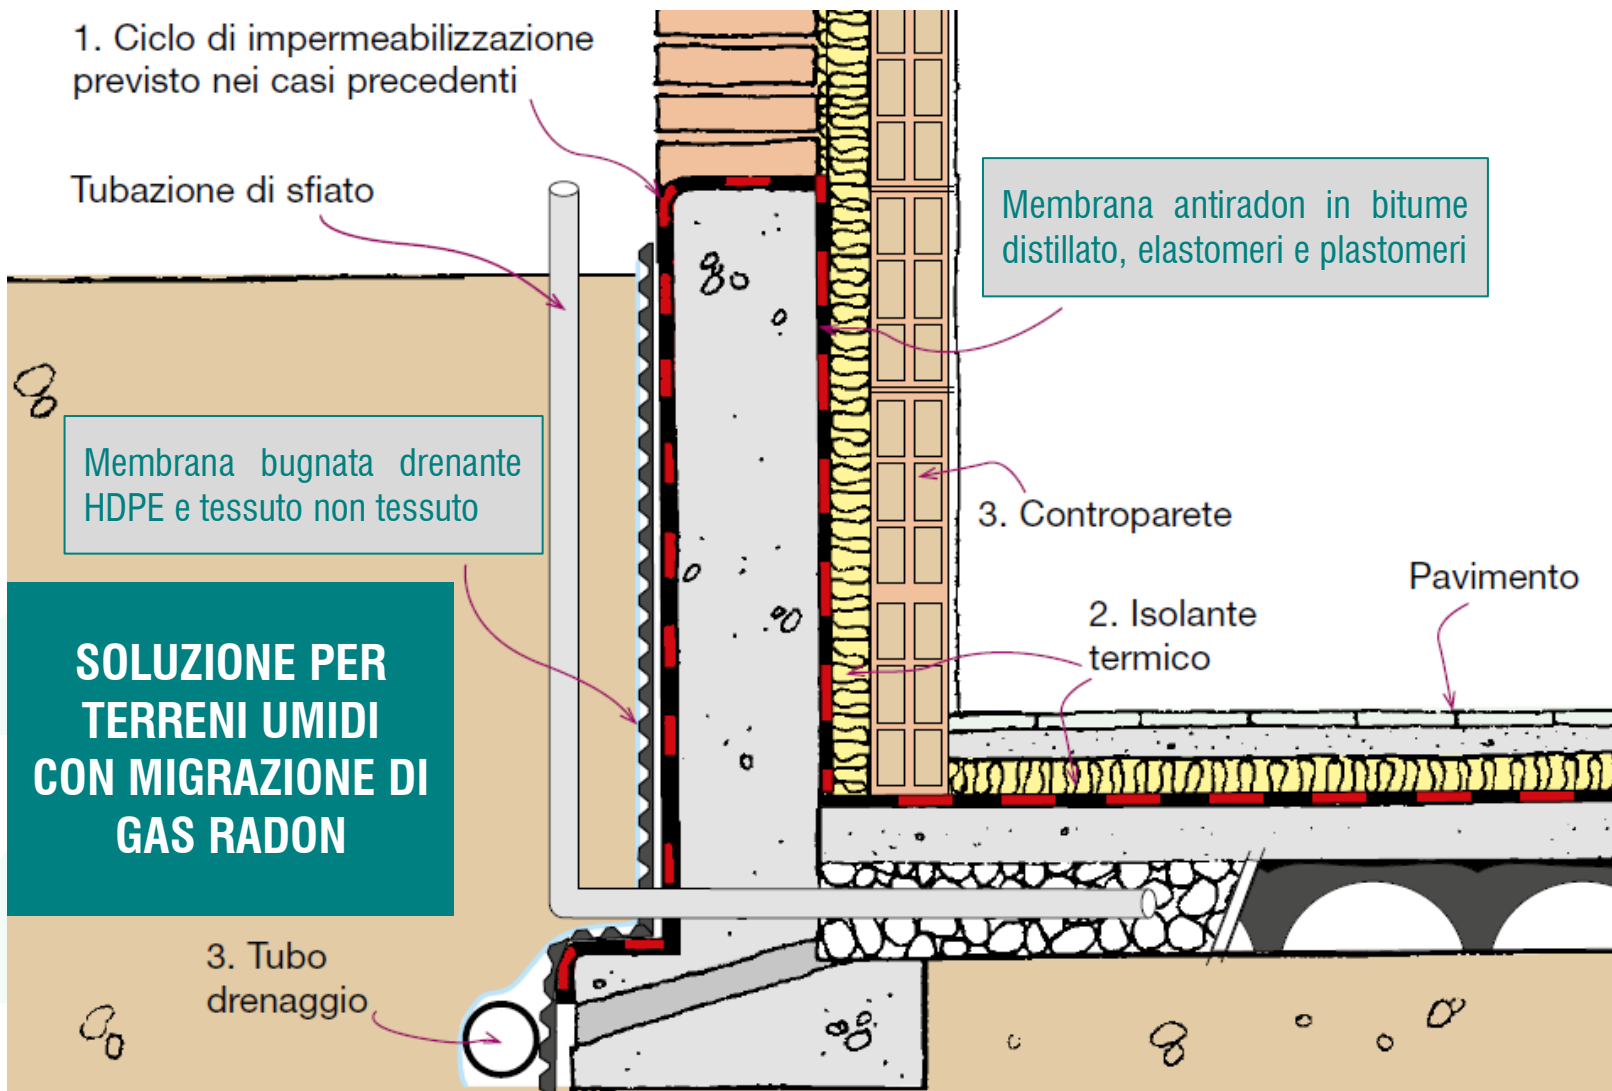 1. Ciclo di impermeabilizzazione
previsto nei casi precedenti
Tubazione di sfiato
Membrana antiradon in bitume
distillato, elastomeri e plastomeri
Membrana bugnata drenante
HDPE e tessuto non tessuto
3. Controparete
Pavimento
2. Isolante
termico
SOLUZIONE PER
TERRENI UMIDI
CON MIGRAZIONE DI
GAS RADON
3. Tubo
drenaggio